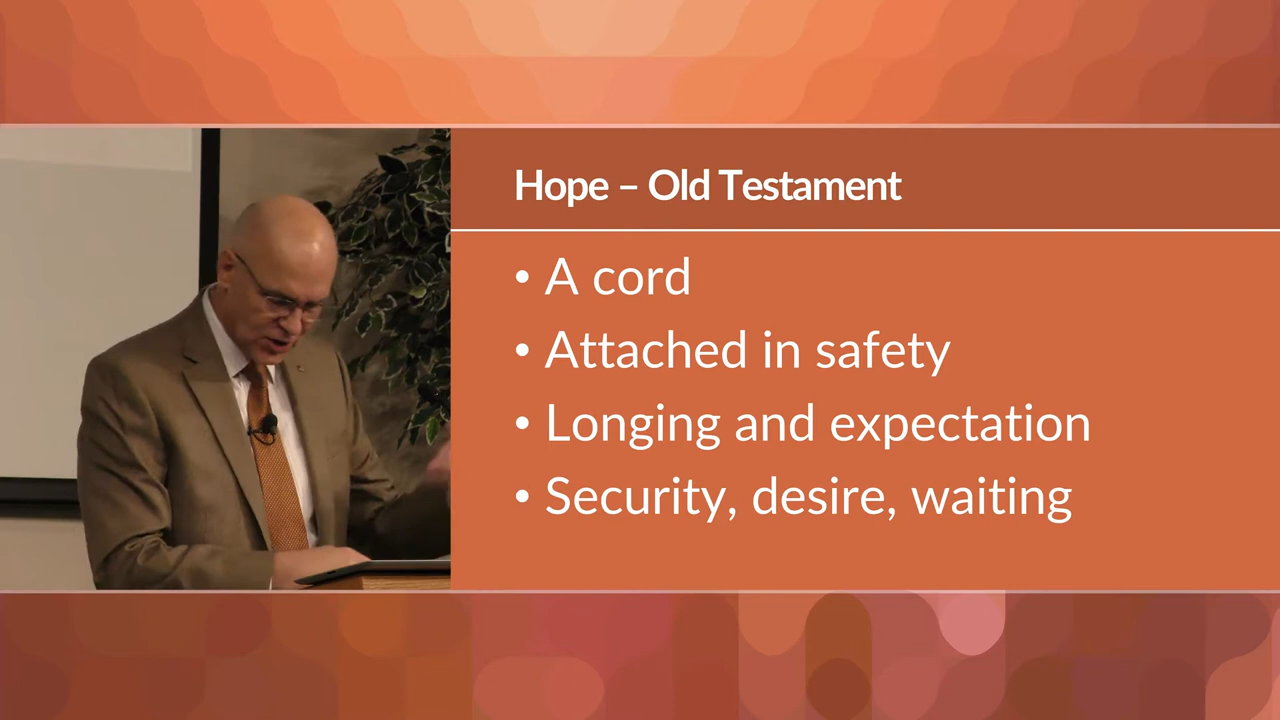 Hope – Old Testament
• A cord
• Attached in safety
• Longing and expectation
• Security, desire, waiting